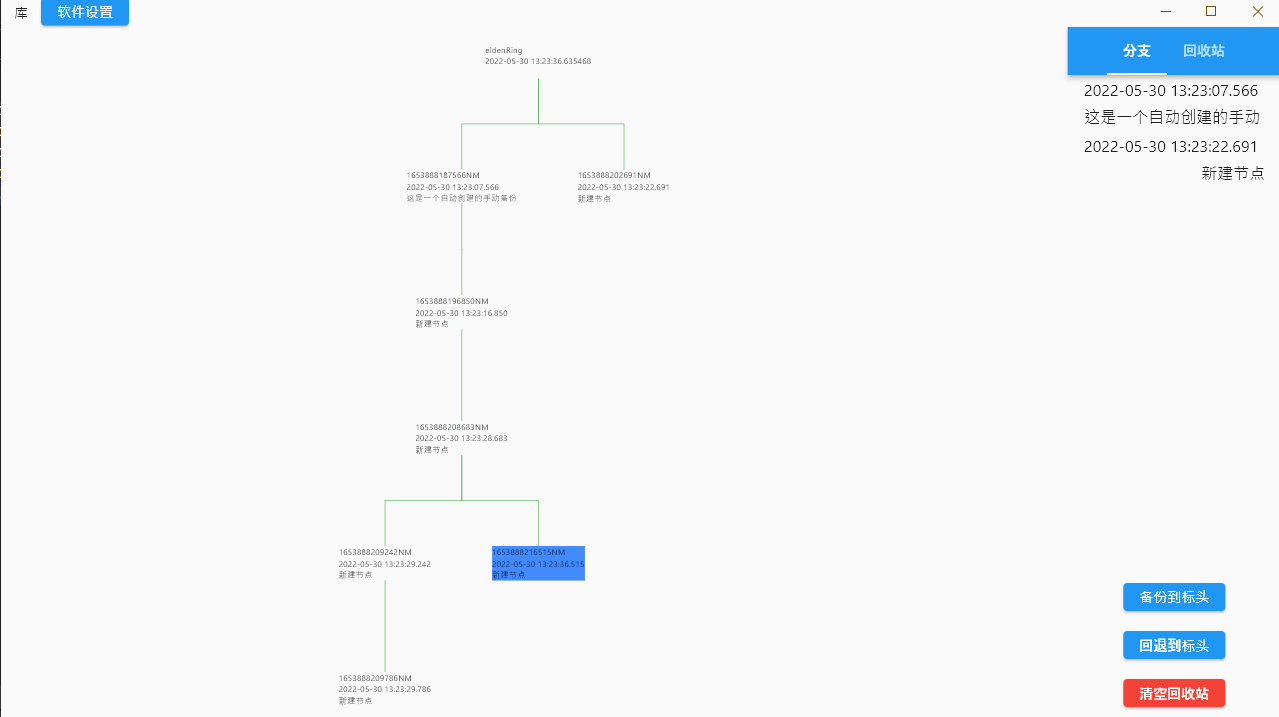 库
软件设置
eldenRing
2022-05-30 13:23:36.635468
1653888187566NM
2022-05-30 13:23:07.566
这是一个自动创建的手动备份
1653888202691NM
2022-05-30 13:23:22.691
新建节点
1653888196850NM
2022-05-30 13:23:16.850
新建节点
1653888208683NM
2022-05-30 13:23:28.683
新建节点
1653888209242NM
2022-05-30 13:23:29.242
新建节点
1653888216515NM
2022-05-30 13:23:36.515
新建节点
1653888209786NM
2022-05-30 13:23:29.786
新建节点
分支
回收站
2022-05-30 13:23:07.566
这是一个自动创建的手动
2022-05-30 13:23:22.691
新建节点
备份到标头
回退到标头
清空回收站